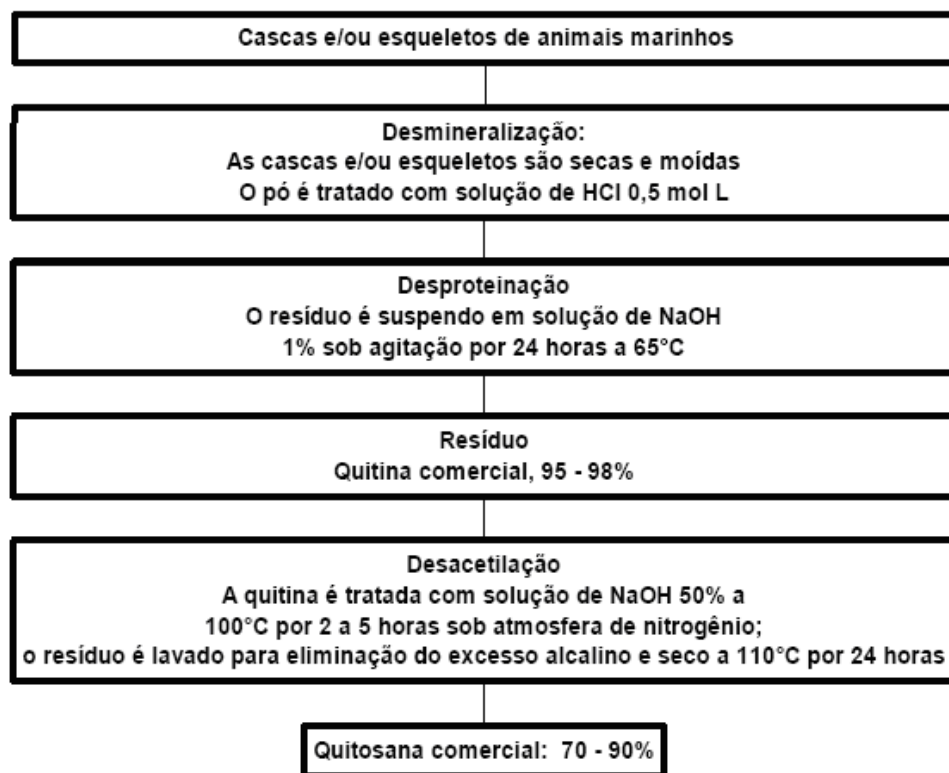 Cascas e/ou esqueletos de animais marinhos
Desmineralização:
As cascas e/ou esqueletos são secas e moídas
O pó é tratado com solução de HCl 0,5 mol L
Desproteinação
O resíduo é suspendo em solução de NaOH
1% sob agitação por 24 horas a 65°C
Resíduo
Quitina comercial, 95 - 98%
Desacetilação
A quitina é tratada com solução de NaOH 50% a
100°C por 2 a 5 horas sob atmosfera de nitrogênio;
o resíduo é lavado para eliminação do excesso alcalino e seco a 110°C por 24 horas
Quitosana comercial: 70 - 90%